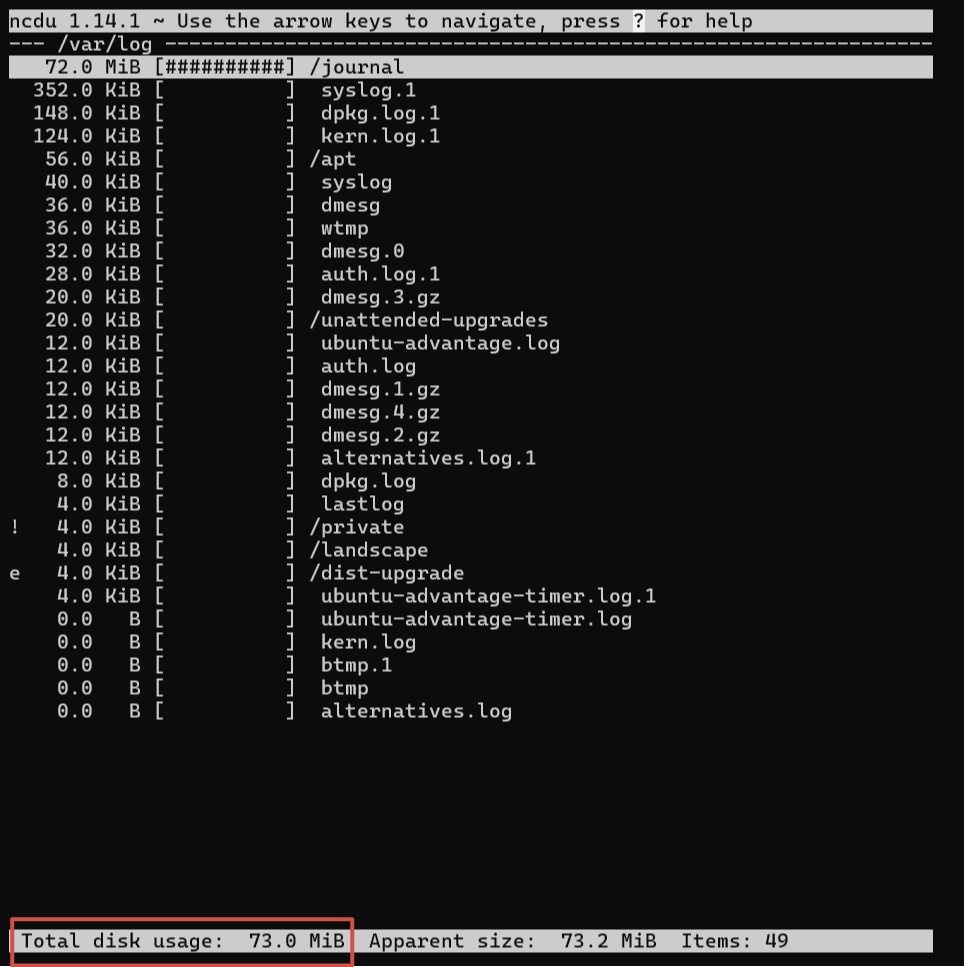 ncdu 1.14.1 ~ Use the arrow keys to navigate, press ? for help
--- /var/log ----------------------------------------------------------------
   72.0 MiB [##########] /journal
  352.0 KiB [          ]  syslog.1
  148.0 KiB [          ]  dpkg.log.1
  124.0 KiB [          ]  kern.log.1
   56.0 KiB [          ] /apt
   40.0 KiB [          ]  syslog
   36.0 KiB [          ]  dmesg
   36.0 KiB [          ]  wtmp
   32.0 KiB [          ]  dmesg.0
   28.0 KiB [          ]  auth.log.1
   20.0 KiB [          ]  dmesg.3.gz
   20.0 KiB [          ] /unattended-upgrades
   12.0 KiB [          ]  ubuntu-advantage.log
   12.0 KiB [          ]  auth.log
   12.0 KiB [          ]  dmesg.1.gz
   12.0 KiB [          ]  dmesg.4.gz
   12.0 KiB [          ]  dmesg.2.gz
   12.0 KiB [          ]  alternatives.log.1
    8.0 KiB [          ]  dpkg.log
    4.0 KiB [          ]  lastlog
!   4.0 KiB [          ] /private
    4.0 KiB [          ] /landscape
e   4.0 KiB [          ] /dist-upgrade
    4.0 KiB [          ]  ubuntu-advantage-timer.log.1
    0.0   B [          ]  ubuntu-advantage-timer.log
    0.0   B [          ]  kern.log
    0.0   B [          ]  btmp.1
    0.0   B [          ]  btmp
    0.0   B [          ]  alternatives.log
Total disk usage:  73.0 MiB  Apparent size:  73.2 MiB  Items: 49